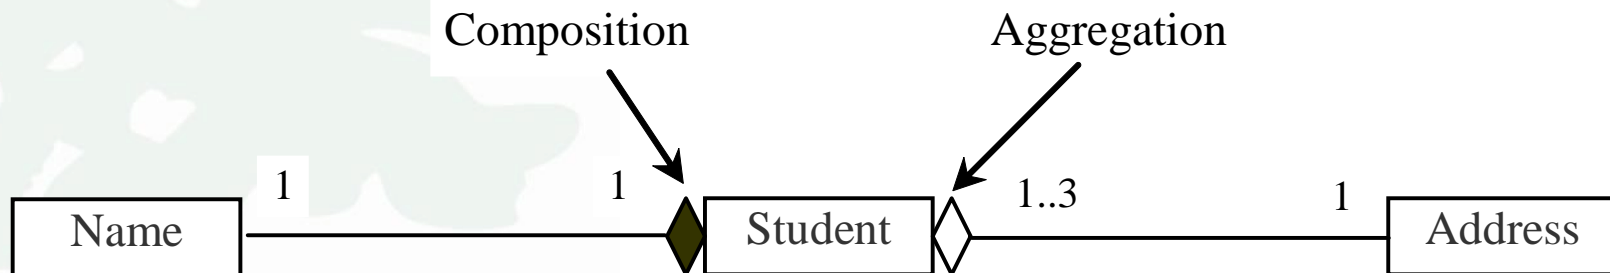 Composition Aggregation
1 1 1..3 1
Name Student Address